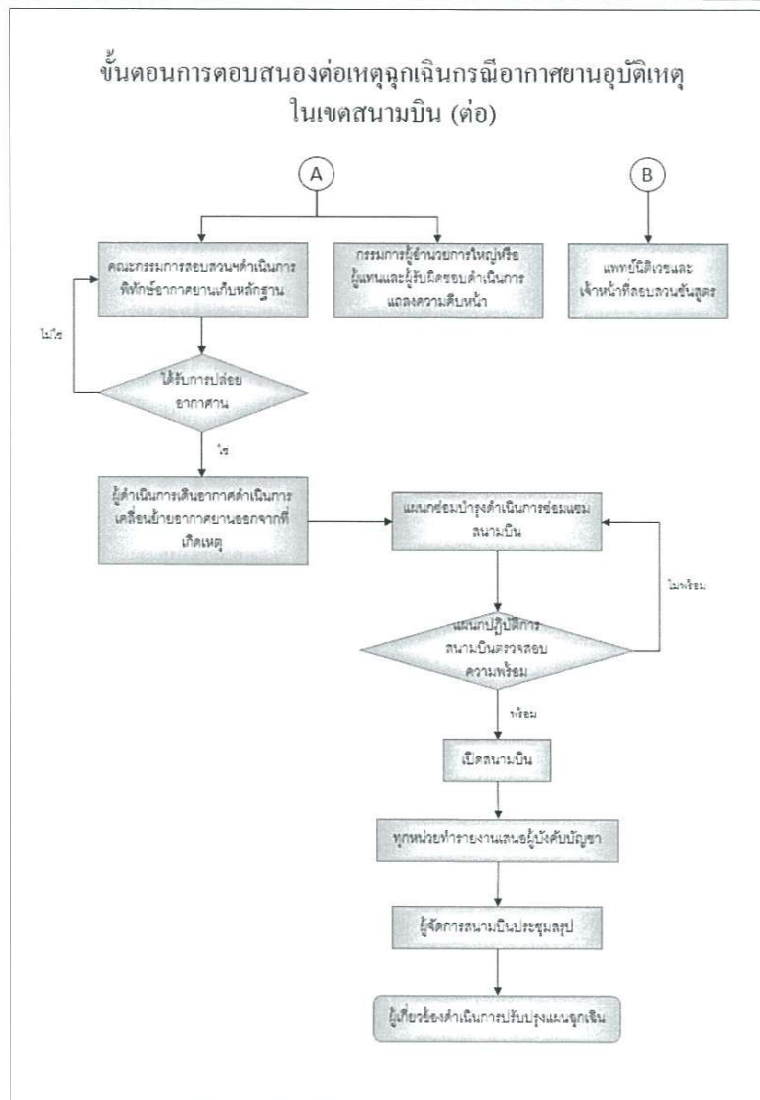 ขั้นตอนการตอบสนองต่อเหตุฉุกเฉินกรณีอากาศยานอุบัติเหตุ
ในเขตสนามบิน (ต่อ)
A
B
คณะกรรมการสอบสวนฯดำเนินการ
พิทักษ์อากาศยานเก็บหลักฐาน
กรรมการผู้อำนวยการใหญ่หรือ
ผู้แทนและผู้รับผิดชอบดำเนินการ
แถลงความคืบหน้า
แพทย์นิติเวชและ
เจ้าหน้าที่สอบสวนชันสูตร
ไม่ใช่
ได้รับการปล่อย
อากาศาน
ใช่
ผู้ดำเนินการเดินอากาศดำเนินการ
เคลื่อนย้ายอากาศยานออกจากที่
เกิดเหตุ
แผนกซ่อมบำรุงดำเนินการซ่อมแซม
สนามบิน
ไม่พร้อม
แผนกปฏิบัติการ
สนามบินตรวจสอบ
ความพร้อม
พร้อม
เปิดสนามบิน
ทุกหน่วยทำรายงานเสนอผู้บังคับบัญชา
ผู้จัดการสนามบินประชุมสรุป
ผู้เกี่ยวข้องดำเนินการปรับปรุงแผนฉุกเฉิน